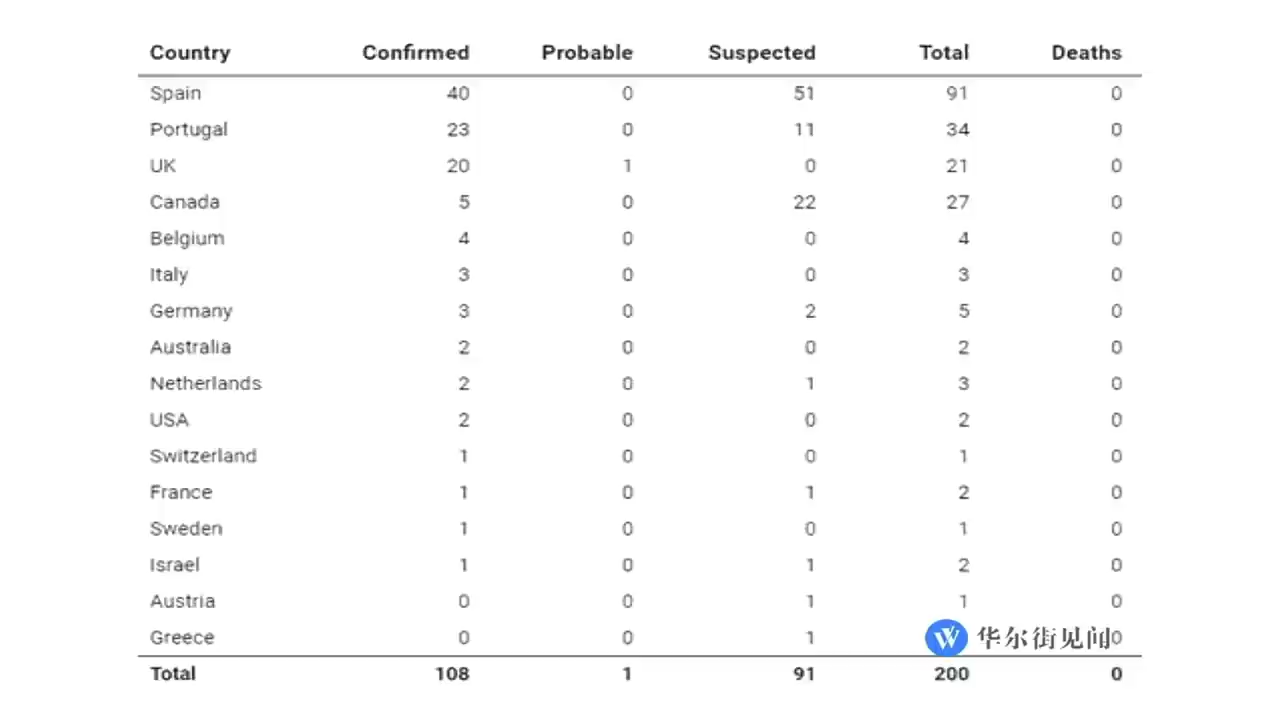 Country Confirmed Probable Suspected Total Deaths
Spain 40 0 51 91 0
Portugal 23 0 11 34 0
UK 20 1 0 21 0
Canada 5 0 22 27 0
Belgium 4 0 0 4 0
Italy 3 0 0 3 0
Germany 3 0 2 5 0
Australia 2 0 0 2 0
Netherlands 2 0 1 3 0
USA 2 0 0 2 0
Switzerland 1 0 0 1 0
France 1 0 1 2 0
Sweden 1 0 0 1 0
Israel 1 0 1 2 0
Austria 0 0 1 1 0
Greece 0 0 1 0
华尔街见闻
Total 108 1 91 200 0